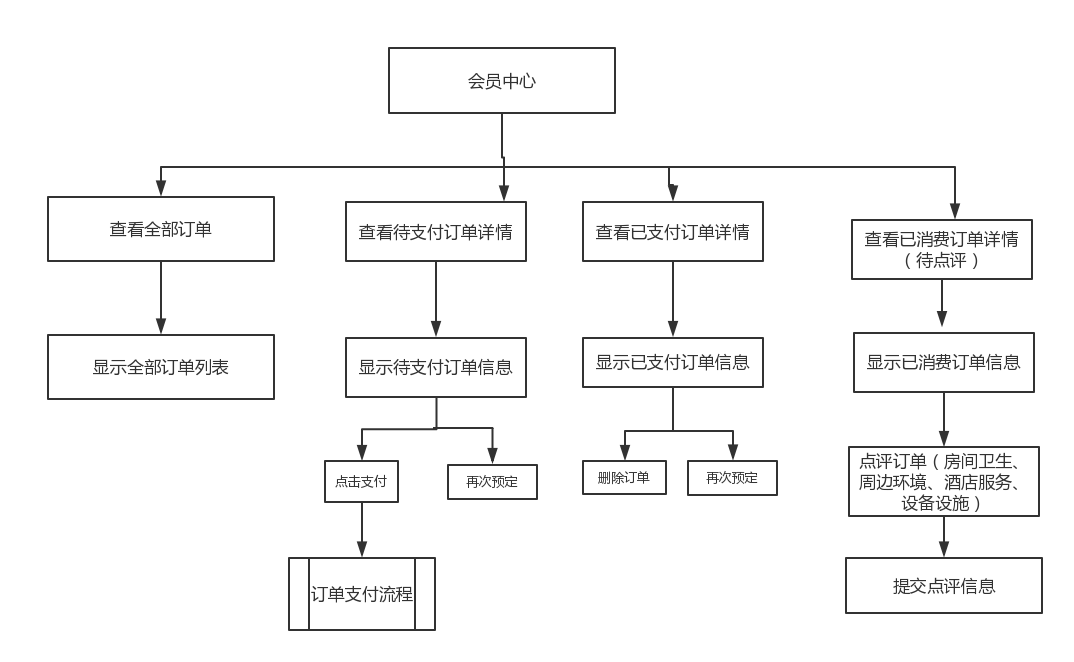 会员中心
查看全部订单
查看待支付订单详情
查看已支付订单详情
查看已消费订单详情
（待点评）
显示全部订单列表
显示待支付订单信息
显示已支付订单信息
显示已消费订单信息
点击支付
再次预定
删除订单
再次预定
点评订单（房间卫生、
周边环境、酒店服务、
设备设施）
订单支付流程
提交点评信息